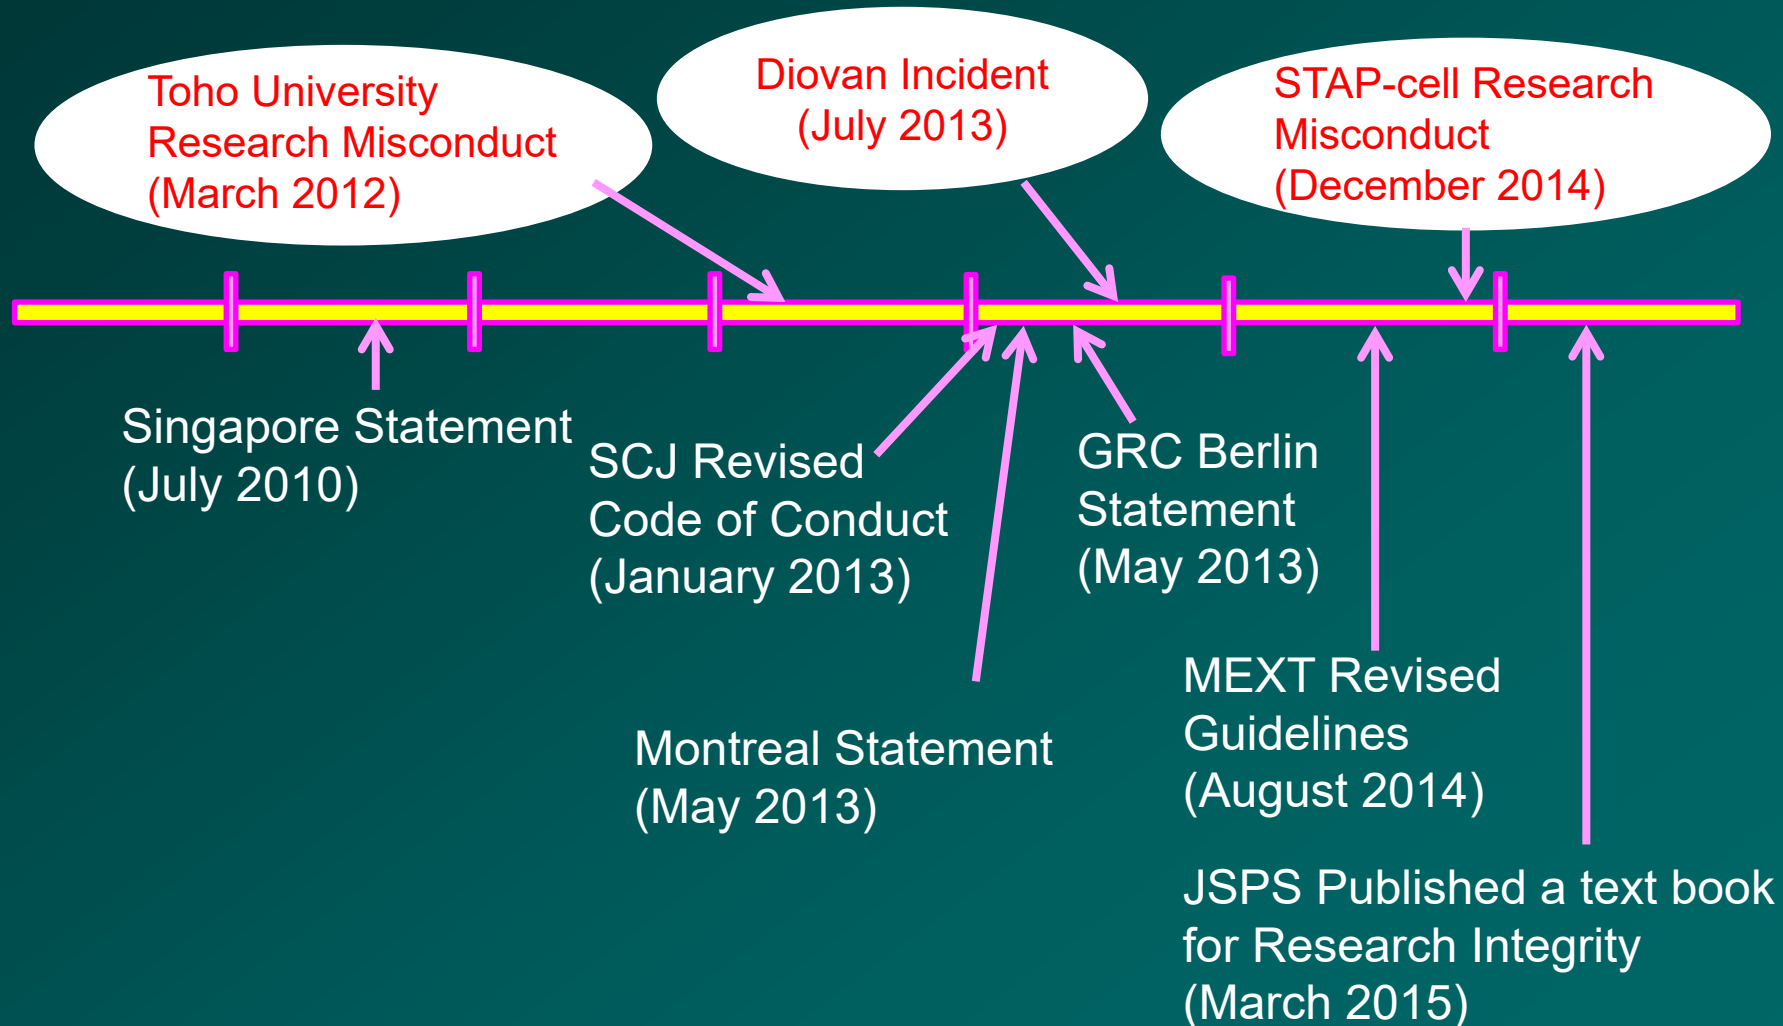 Toho University
Research Misconduct
(March 2012)
Diovan Incident
(July 2013)
STAP-cell Research
Misconduct
(December 2014)
Singapore Statement
(July 2010)
SCJ Revised
Code of Conduct
(January 2013)
GRC Berlin
Statement
(May 2013)
Montreal Statement
(May 2013)
MEXT Revised
Guidelines
(August 2014)
JSPS Published a text book
for Research Integrity
(March 2015)